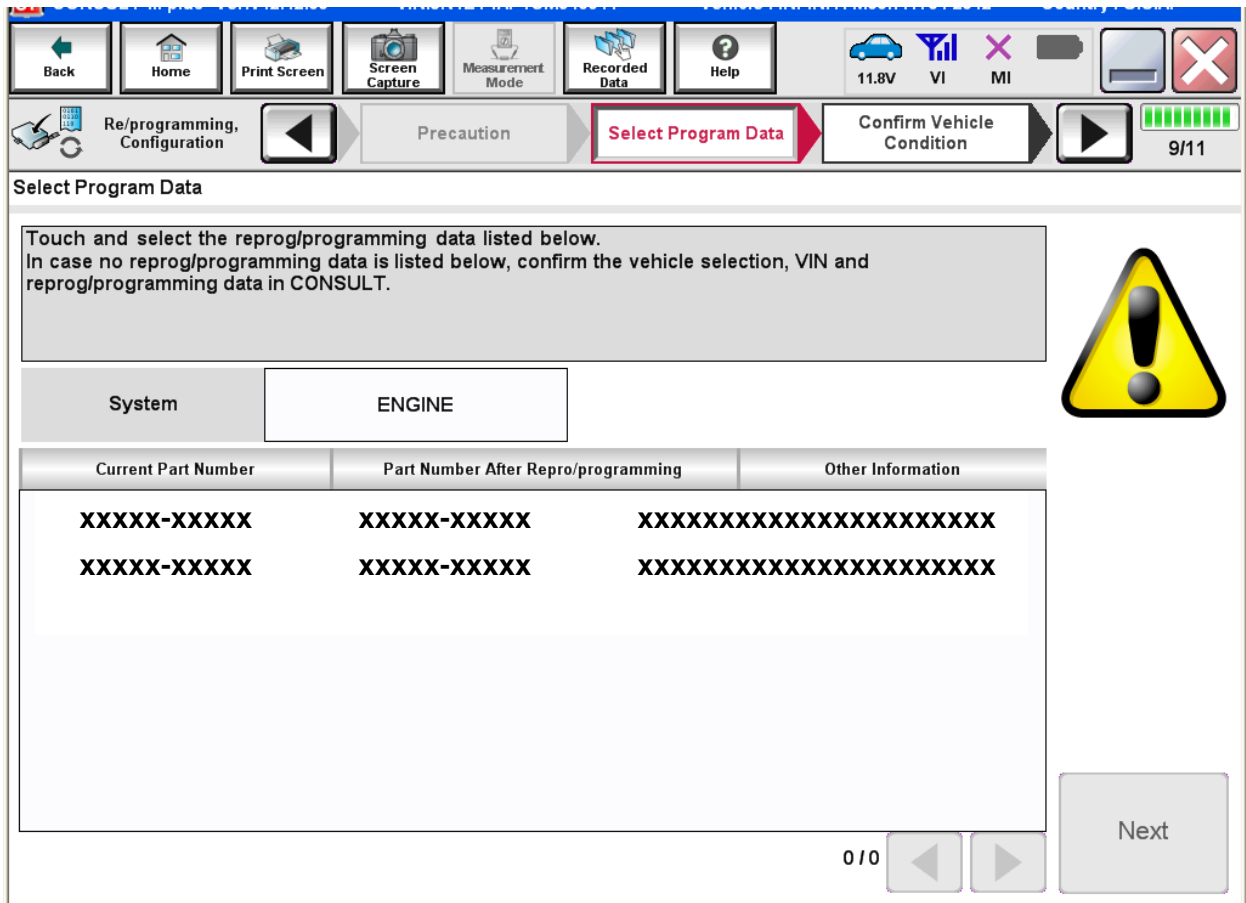 Back
Home
Print Screen
Screen
Capture
Measurement
Mode
Recorded
Data
Help
11.8V
VI
MI
Re/programming,
Configuration
Precaution
Select Program Data
Confirm Vehicle
Condition
9/11
Select Program Data
Touch and select the reprog/programming data listed below.
In case no reprog/programming data is listed below, confirm the vehicle selection, VIN and
reprog/programming data in CONSULT.
System
ENGINE
Current Part Number
Part Number After Repro/programming
Other Information
XXXXX-XXXXX XXXXX-XXXXX XXXXXXXXXXXXXXXXXXXXXX
XXXXX-XXXXX XXXXX-XXXXX XXXXXXXXXXXXXXXXXXXXXX
0/0
Next